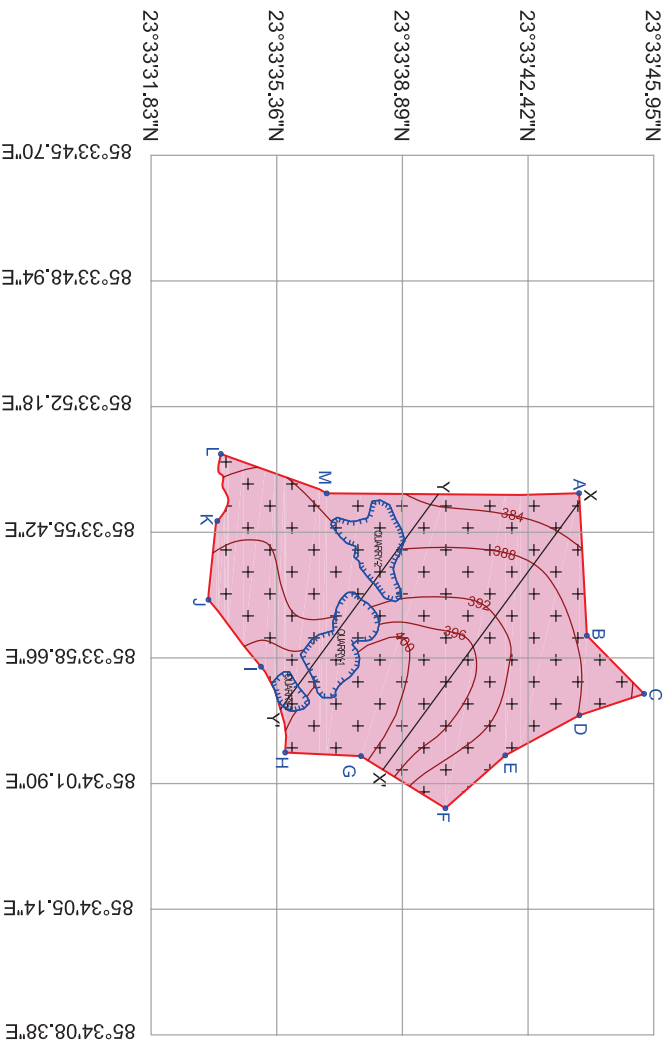 23°33'31.83"N
23°33'35.36"N
23°33'38.89"N
23°33'42.42"N
23°33'45.95"N
85°33'45.70"E
85°33'48.94"E
85°33'52.18"E
85°33'55.42"E
85°33'58.66"E
85°34'01.90"E
85°34'05.14"E
85°34'08.38"E
A
X
B
C
D
E
F
G
X'
H
Y'
I
J
K
L
M
Y
384
388
392
396
400
QUARRY-2
QUARRY-1